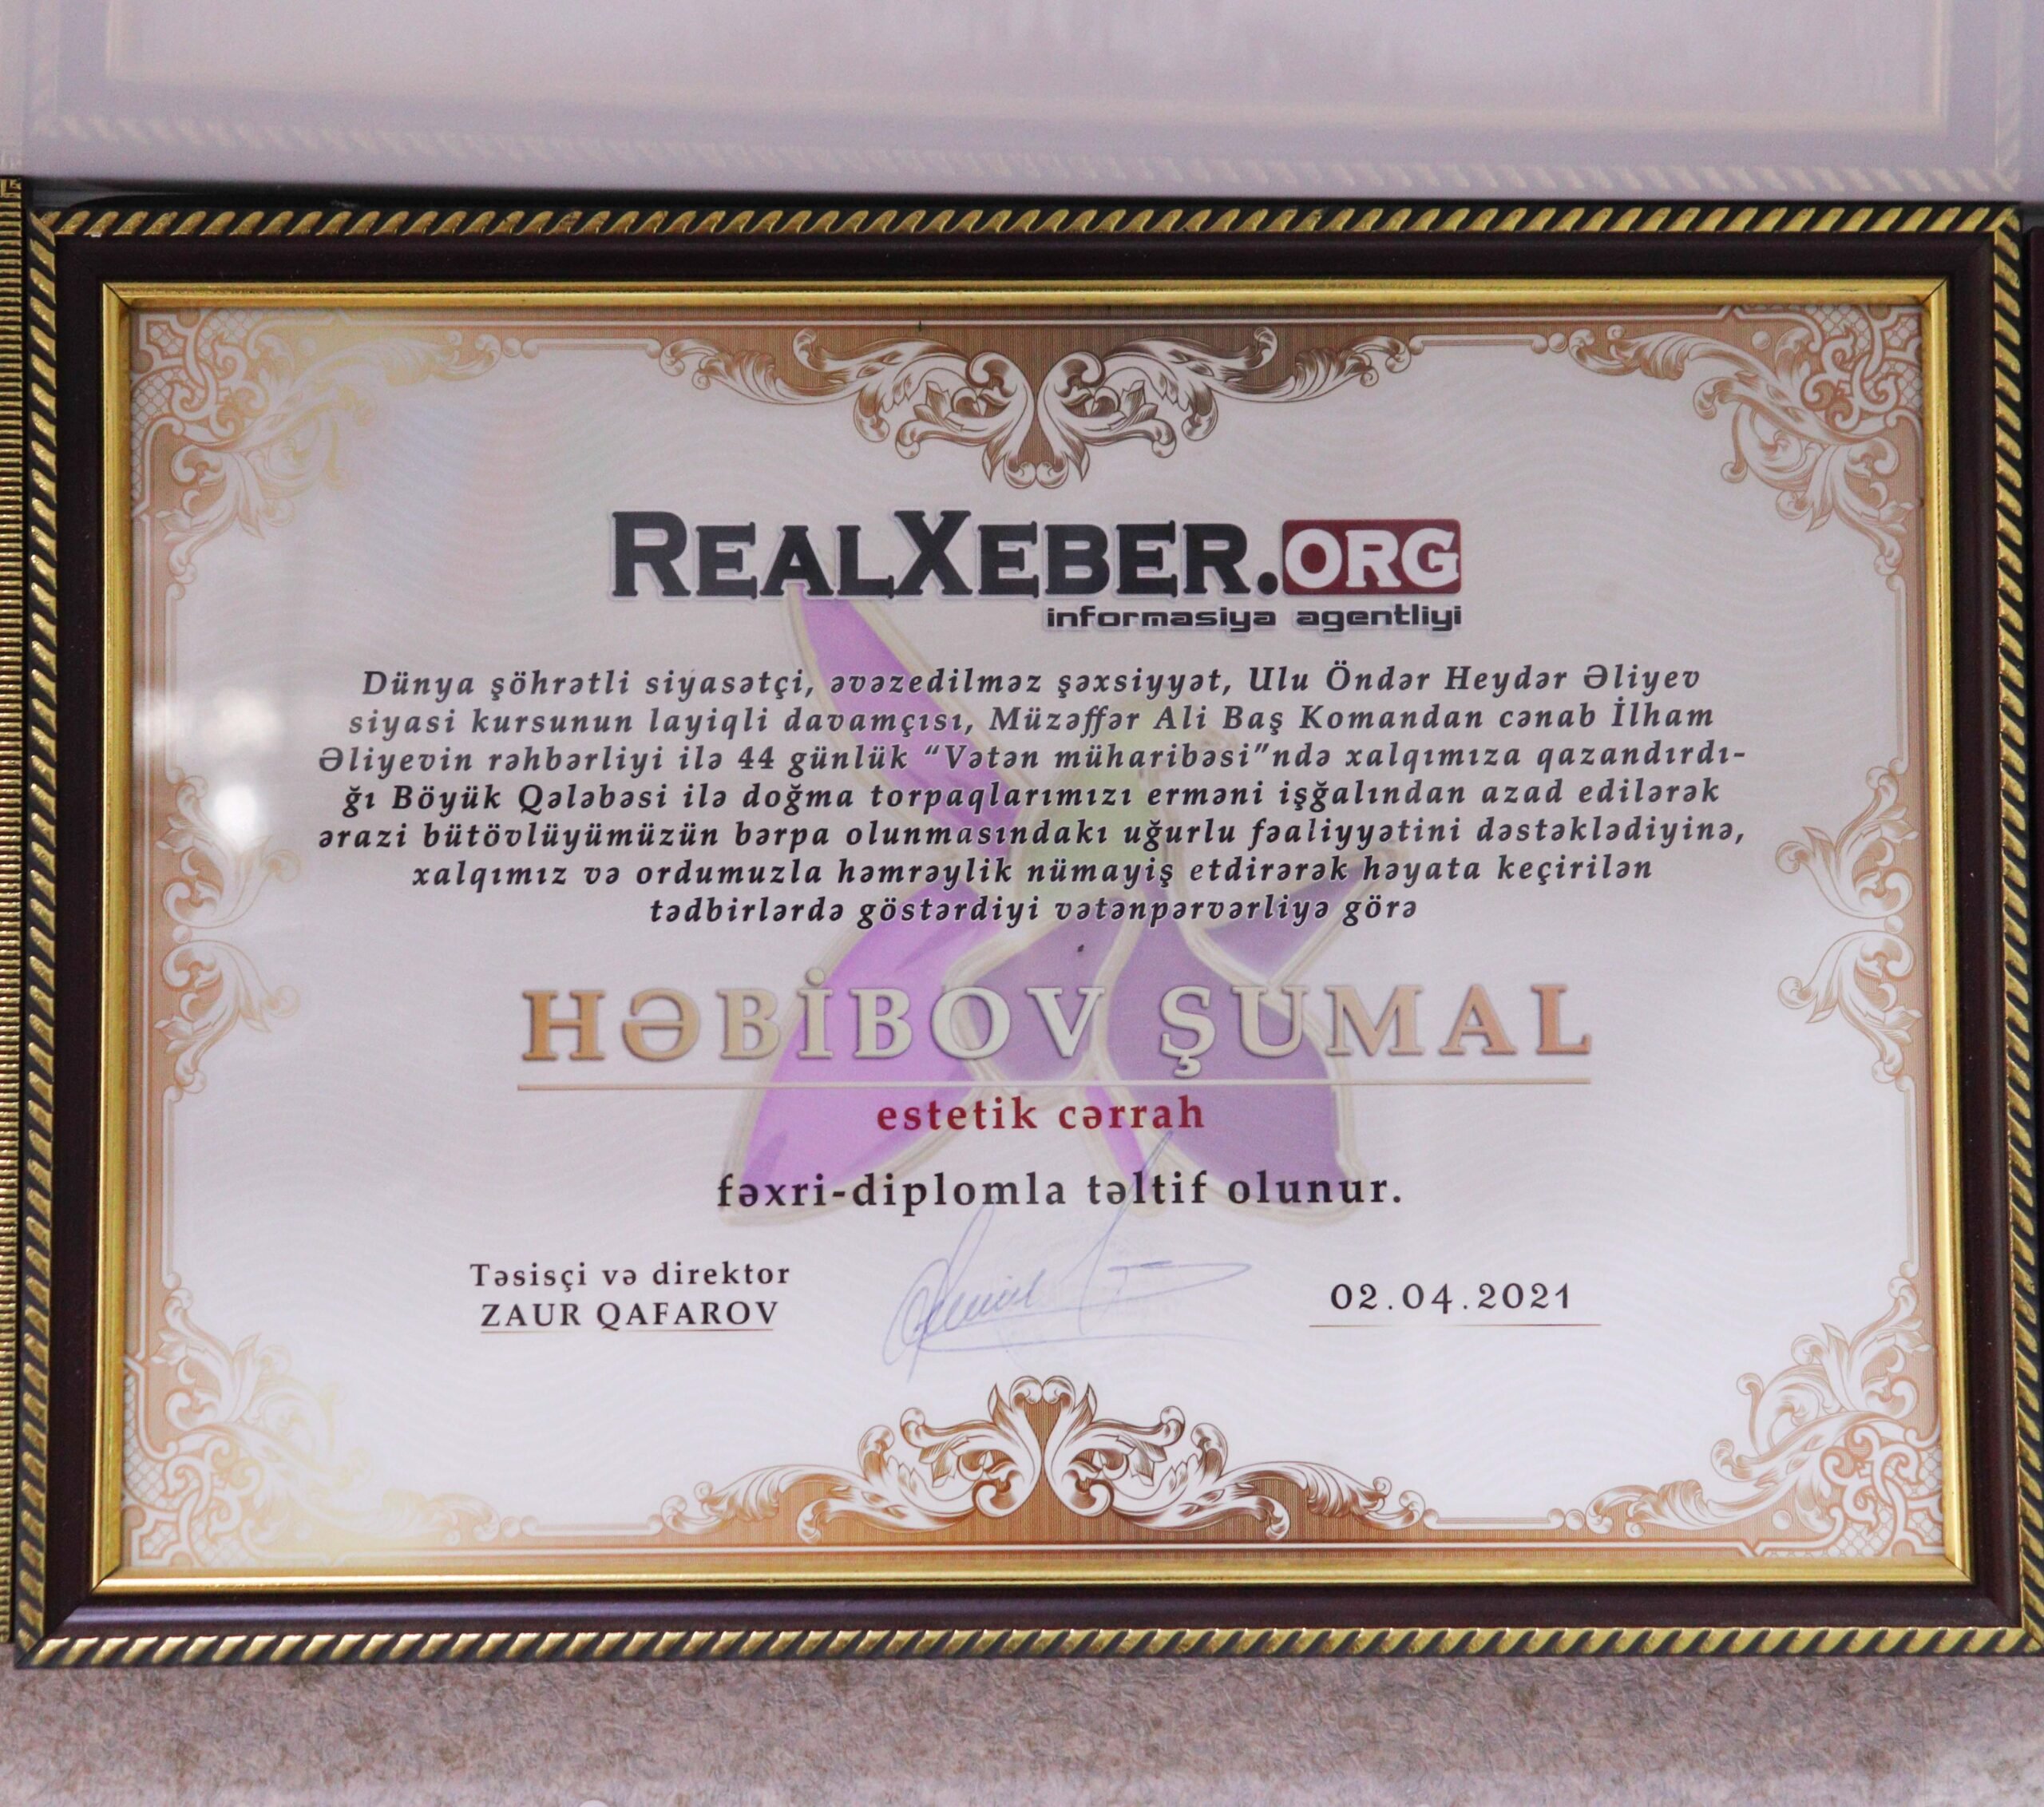 REALXEBER.ORG
informasiya agentliyi
Dünya şöhrətli siyasətçi, əvəzedilməz şəxsiyyət, Ulu Öndər Heydər Əliyev
siyasi kursunun layiqli davamçısı, Müzəffər Ali Baş Komandan cənab İlham
Əliyevin rəhbərliyi ilə 44 günlük “Vətən müharibəsi”ndə xalqımıza qazandırdı-
ğı Böyük Qələbəsi ilə doğma torpaqlarımızı erməni işğalından azad edilərək
ərazi bütövlüyümüzün bərpa olunmasındakı uğurlu fəaliyyətini dəstəklədiyinə,
xalqımız və ordumuzla həmrəylik nümayiş etdirərək həyata keçirilən
tədbirlərdə göstərdiyi vətənpərvərliyə görə
HƏBİBOV ŞUMAL
estetik cərrah
fəxri-diplomla təltif olunur.
Təsisçi və direktor
ZAUR QAFAROV
02.04.2021